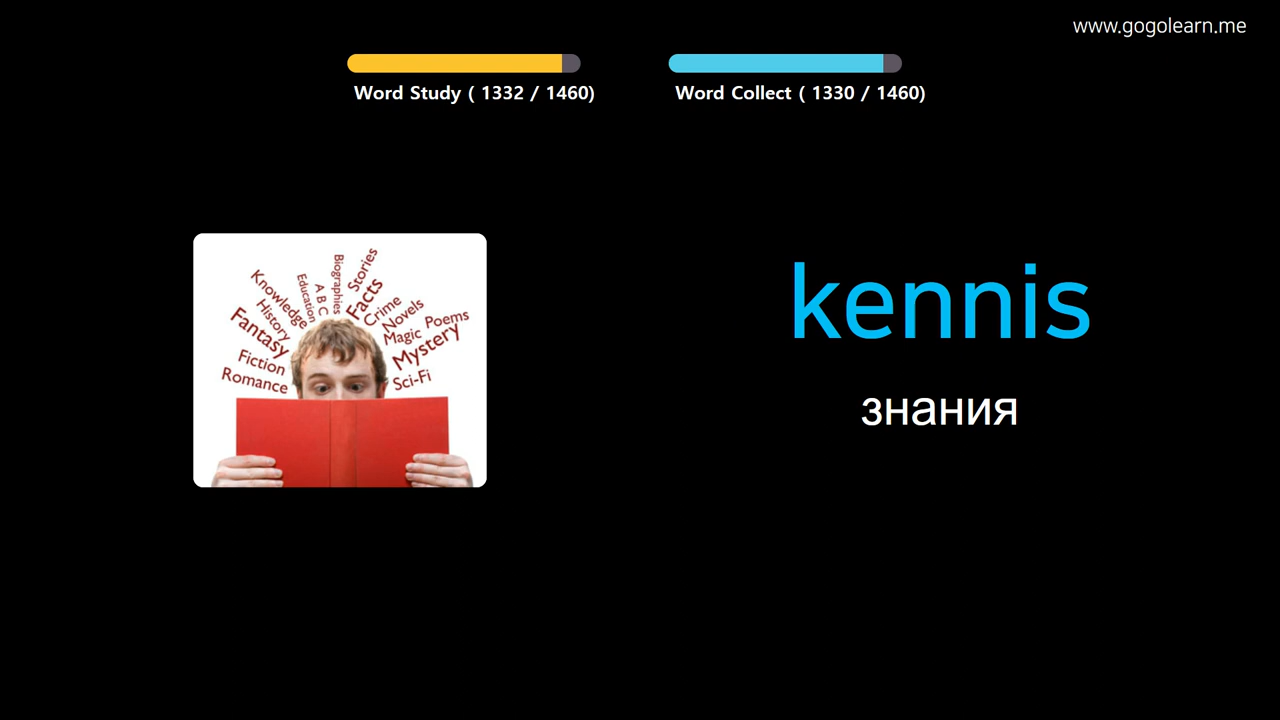 www.gogolearn.me
Word Study ( 1332 / 1460)
Word Collect ( 1330 / 1460)
kennis
знания
Knowledge
History
Fantasy
Fiction
Romance
Education
A B C
Biographies
Stories
Facts
Crime
Novels
Magic
Poems
Mystery
Sci-Fi